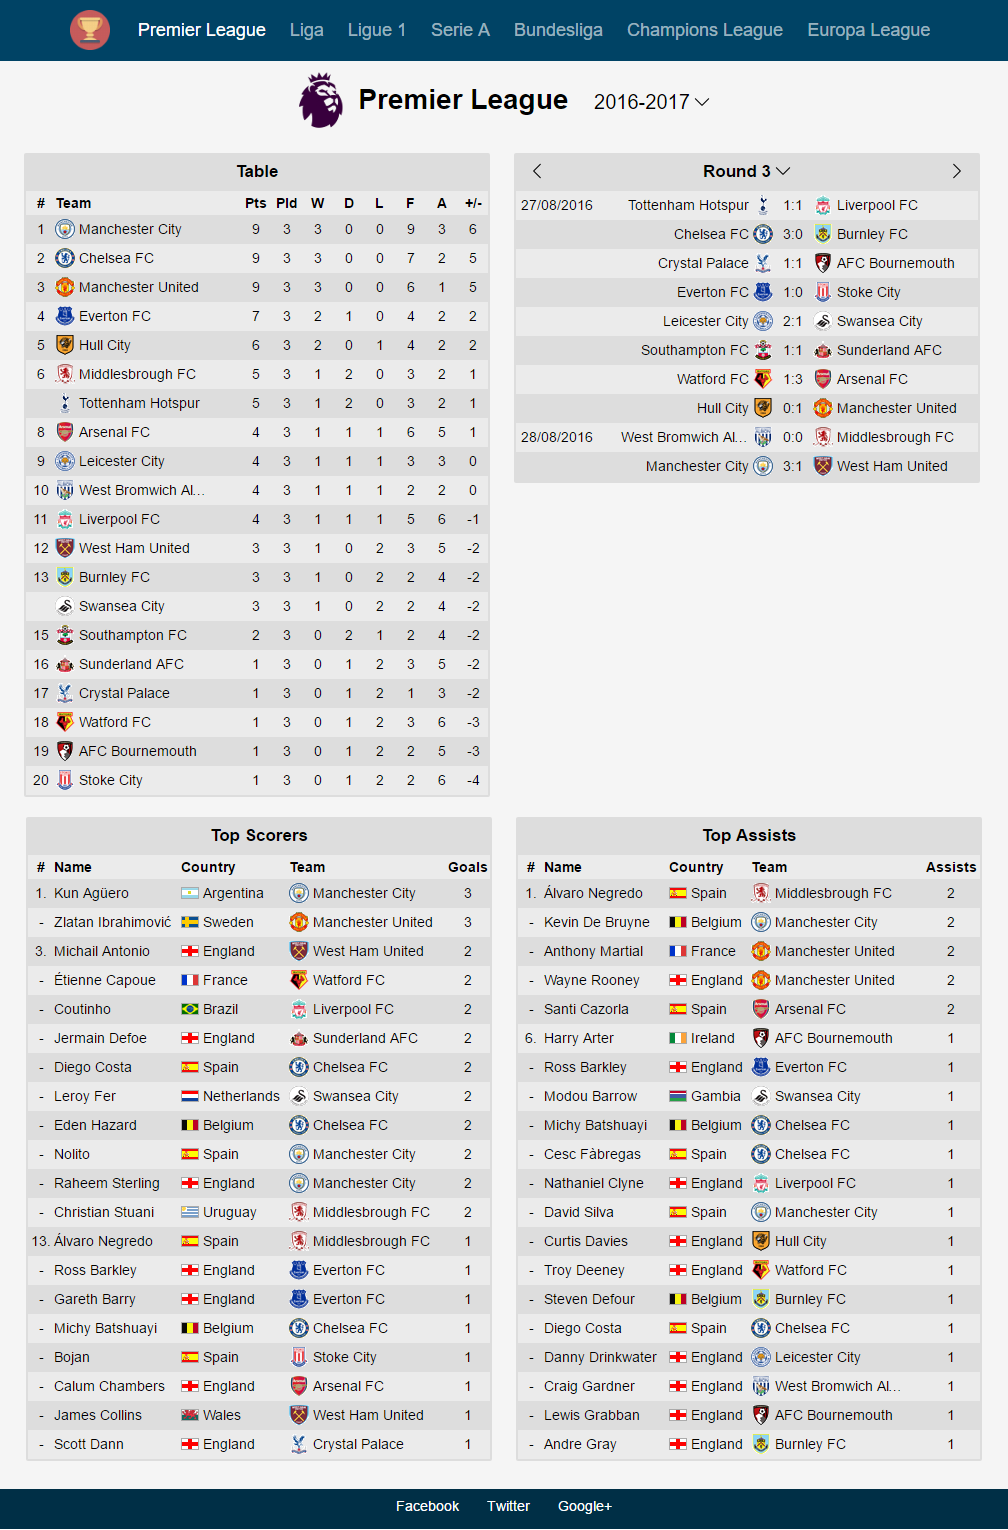 Premier League Liga Ligue 1 Serie A Bundesliga Champions League Europa League
Premier League 2016-2017
Table
# Team Pts Pld W D L F A +/-
1 Manchester City 9 3 3 0 0 9 3 6
2 Chelsea FC 9 3 3 0 0 7 2 5
3 Manchester United 9 3 3 0 0 6 1 5
4 Everton FC 7 3 2 1 0 4 2 2
5 Hull City 6 3 2 0 1 4 2 2
6 Middlesbrough FC 5 3 1 2 0 3 2 1
Tottenham Hotspur 5 3 1 2 0 3 2 1
8 Arsenal FC 4 3 1 1 1 6 5 1
9 Leicester City 4 3 1 1 1 3 3 0
10 West Bromwich Al... 4 3 1 1 1 2 2 0
11 Liverpool FC 4 3 1 1 1 5 6 -1
12 West Ham United 3 3 1 0 2 3 5 -2
13 Burnley FC 3 3 1 0 2 2 4 -2
Swansea City 3 3 1 0 2 2 4 -2
15 Southampton FC 2 3 0 2 1 2 4 -2
16 Sunderland AFC 1 3 0 1 2 3 5 -2
17 Crystal Palace 1 3 0 1 2 1 3 -2
18 Watford FC 1 3 0 1 2 3 6 -3
19 AFC Bournemouth 1 3 0 1 2 2 5 -3
20 Stoke City 1 3 0 1 2 2 6 -4
Round 3
27/08/2016 Tottenham Hotspur 1:1 Liverpool FC
Chelsea FC 3:0 Burnley FC
Crystal Palace 1:1 AFC Bournemouth
Everton FC 1:0 Stoke City
Leicester City 2:1 Swansea City
Southampton FC 1:1 Sunderland AFC
Watford FC 1:3 Arsenal FC
Hull City 0:1 Manchester United
28/08/2016 West Bromwich Al... 0:0 Middlesbrough FC
Manchester City 3:1 West Ham United
Top Scorers
# Name Country Team Goals
1. Kun Agüero Argentina Manchester City 3
- Zlatan Ibrahimović Sweden Manchester United 3
3. Michail Antonio England West Ham United 2
- Étienne Capoue France Watford FC 2
- Coutinho Brazil Liverpool FC 2
- Jermain Defoe England Sunderland AFC 2
- Diego Costa Spain Chelsea FC 2
- Leroy Fer Netherlands Swansea City 2
- Eden Hazard Belgium Chelsea FC 2
- Nolito Spain Manchester City 2
- Raheem Sterling England Manchester City 2
- Christian Stuani Uruguay Middlesbrough FC 2
13. Álvaro Negredo Spain Middlesbrough FC 1
- Ross Barkley England Everton FC 1
- Gareth Barry England Everton FC 1
- Michy Batshuayi Belgium Chelsea FC 1
- Bojan Spain Stoke City 1
- Calum Chambers England Arsenal FC 1
- James Collins Wales West Ham United 1
- Scott Dann England Crystal Palace 1
Top Assists
# Name Country Team Assists
1. Álvaro Negredo Spain Middlesbrough FC 2
- Kevin De Bruyne Belgium Manchester City 2
- Anthony Martial France Manchester United 2
- Wayne Rooney England Manchester United 2
- Santi Cazorla Spain Arsenal FC 2
6. Harry Arter Ireland AFC Bournemouth 1
- Ross Barkley England Everton FC 1
- Modou Barrow Gambia Swansea City 1
- Michy Batshuayi Belgium Chelsea FC 1
- Cesc Fàbregas Spain Chelsea FC 1
- Nathaniel Clyne England Liverpool FC 1
- David Silva Spain Manchester City 1
- Curtis Davies England Hull City 1
- Troy Deeney England Watford FC 1
- Steven Defour Belgium Burnley FC 1
- Diego Costa Spain Chelsea FC 1
- Danny Drinkwater England Leicester City 1
- Craig Gardner England West Bromwich Al... 1
- Lewis Grabban England AFC Bournemouth 1
- Andre Gray England Burnley FC 1
Facebook Twitter Google+